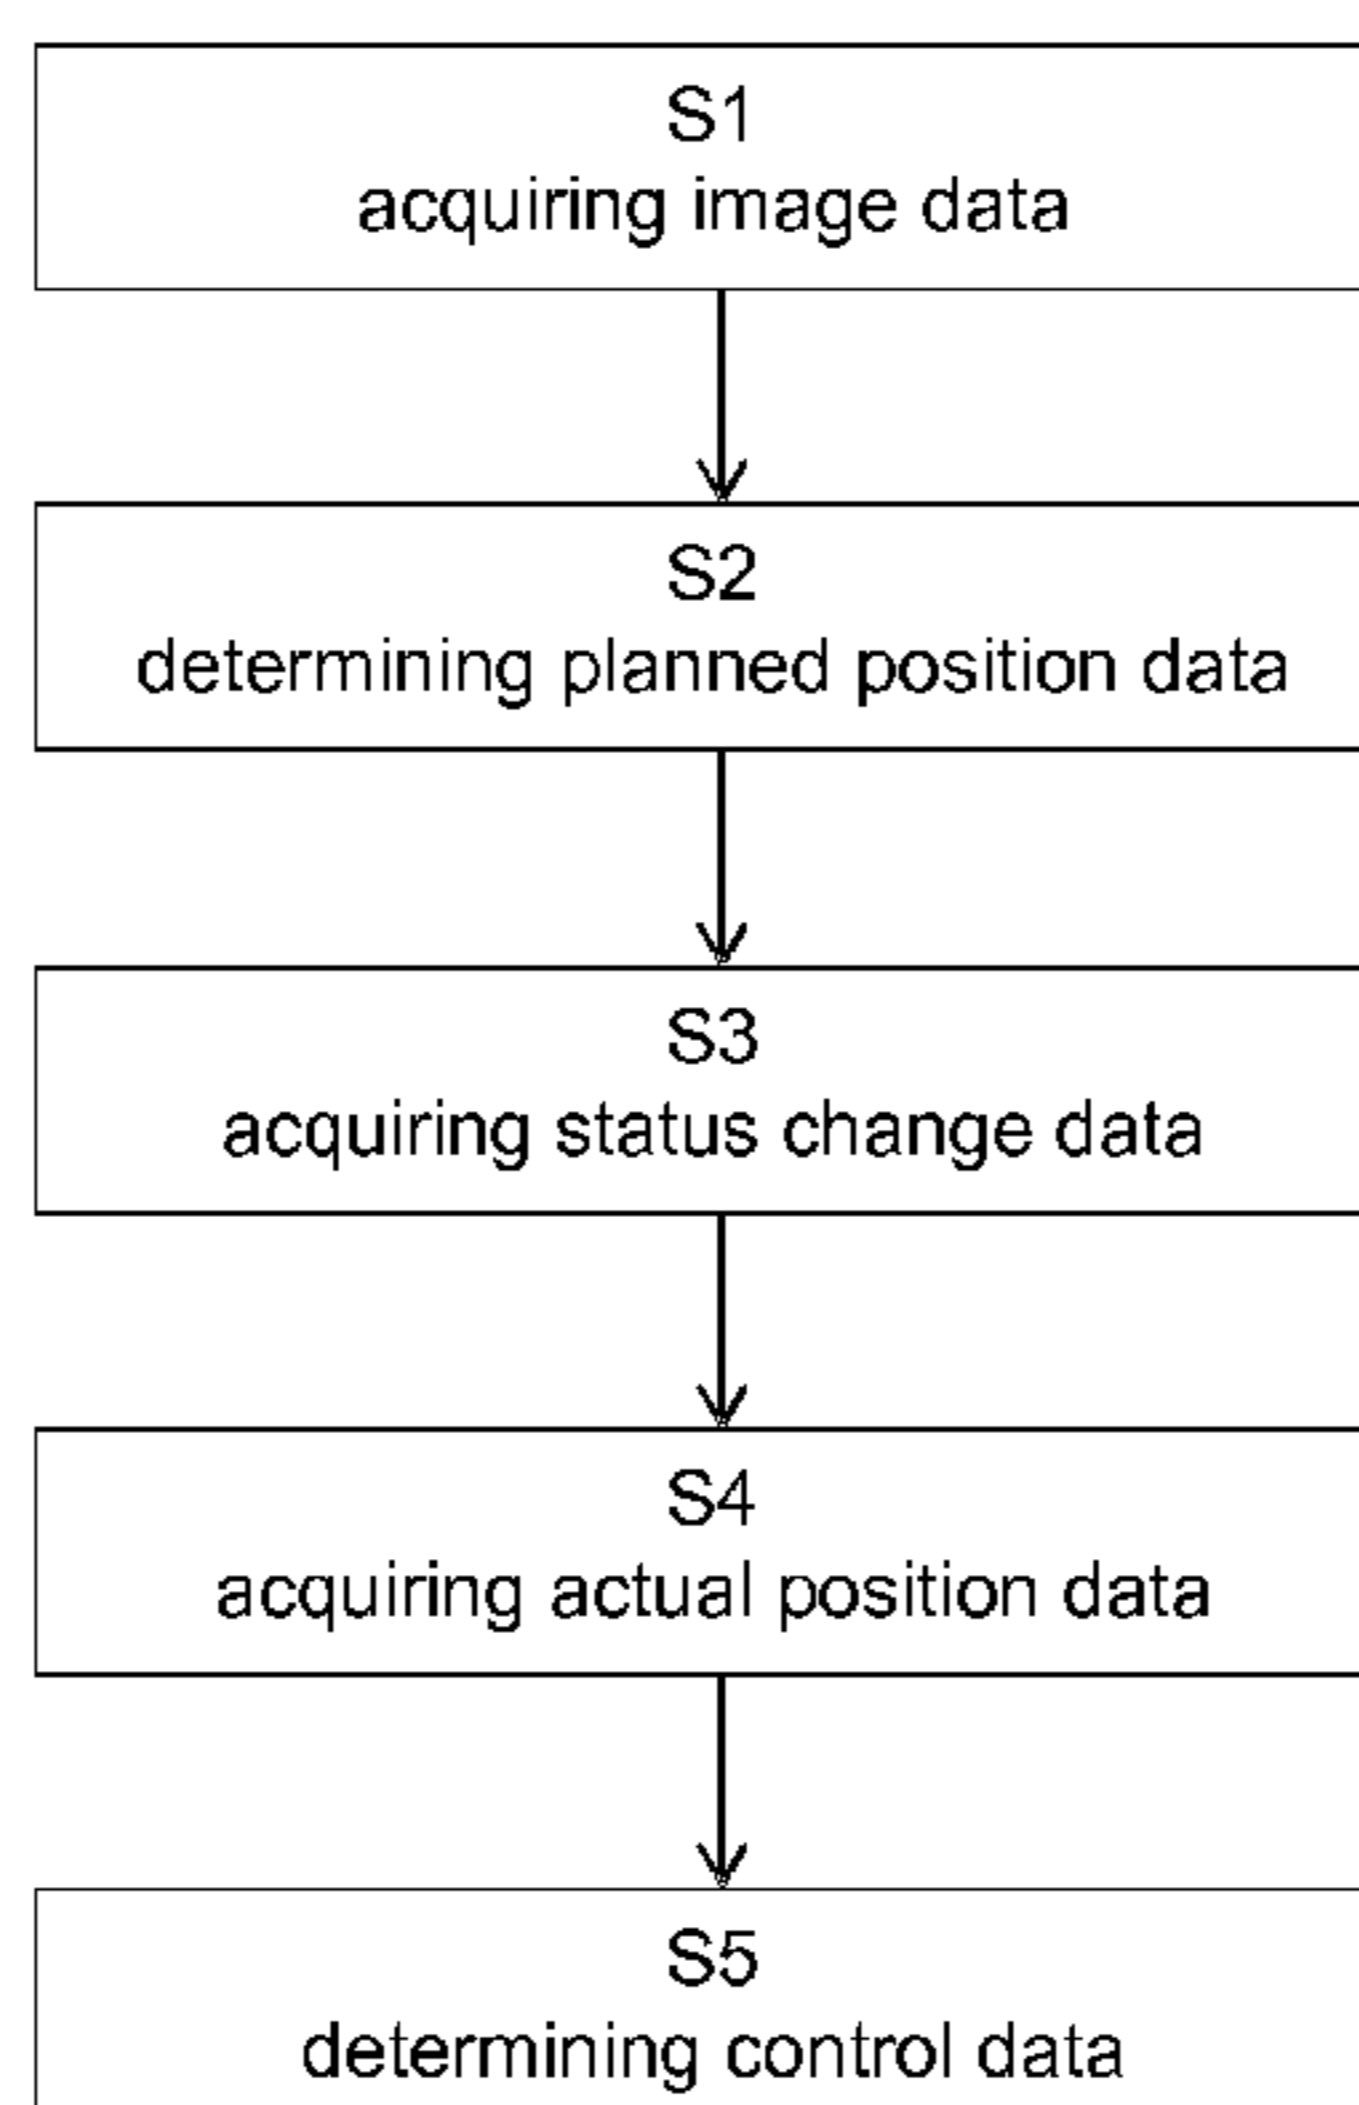 S1
acquiring image data
S2
determining planned position data
S3
acquiring status change data
S4
acquiring actual position data
S5
determining control data